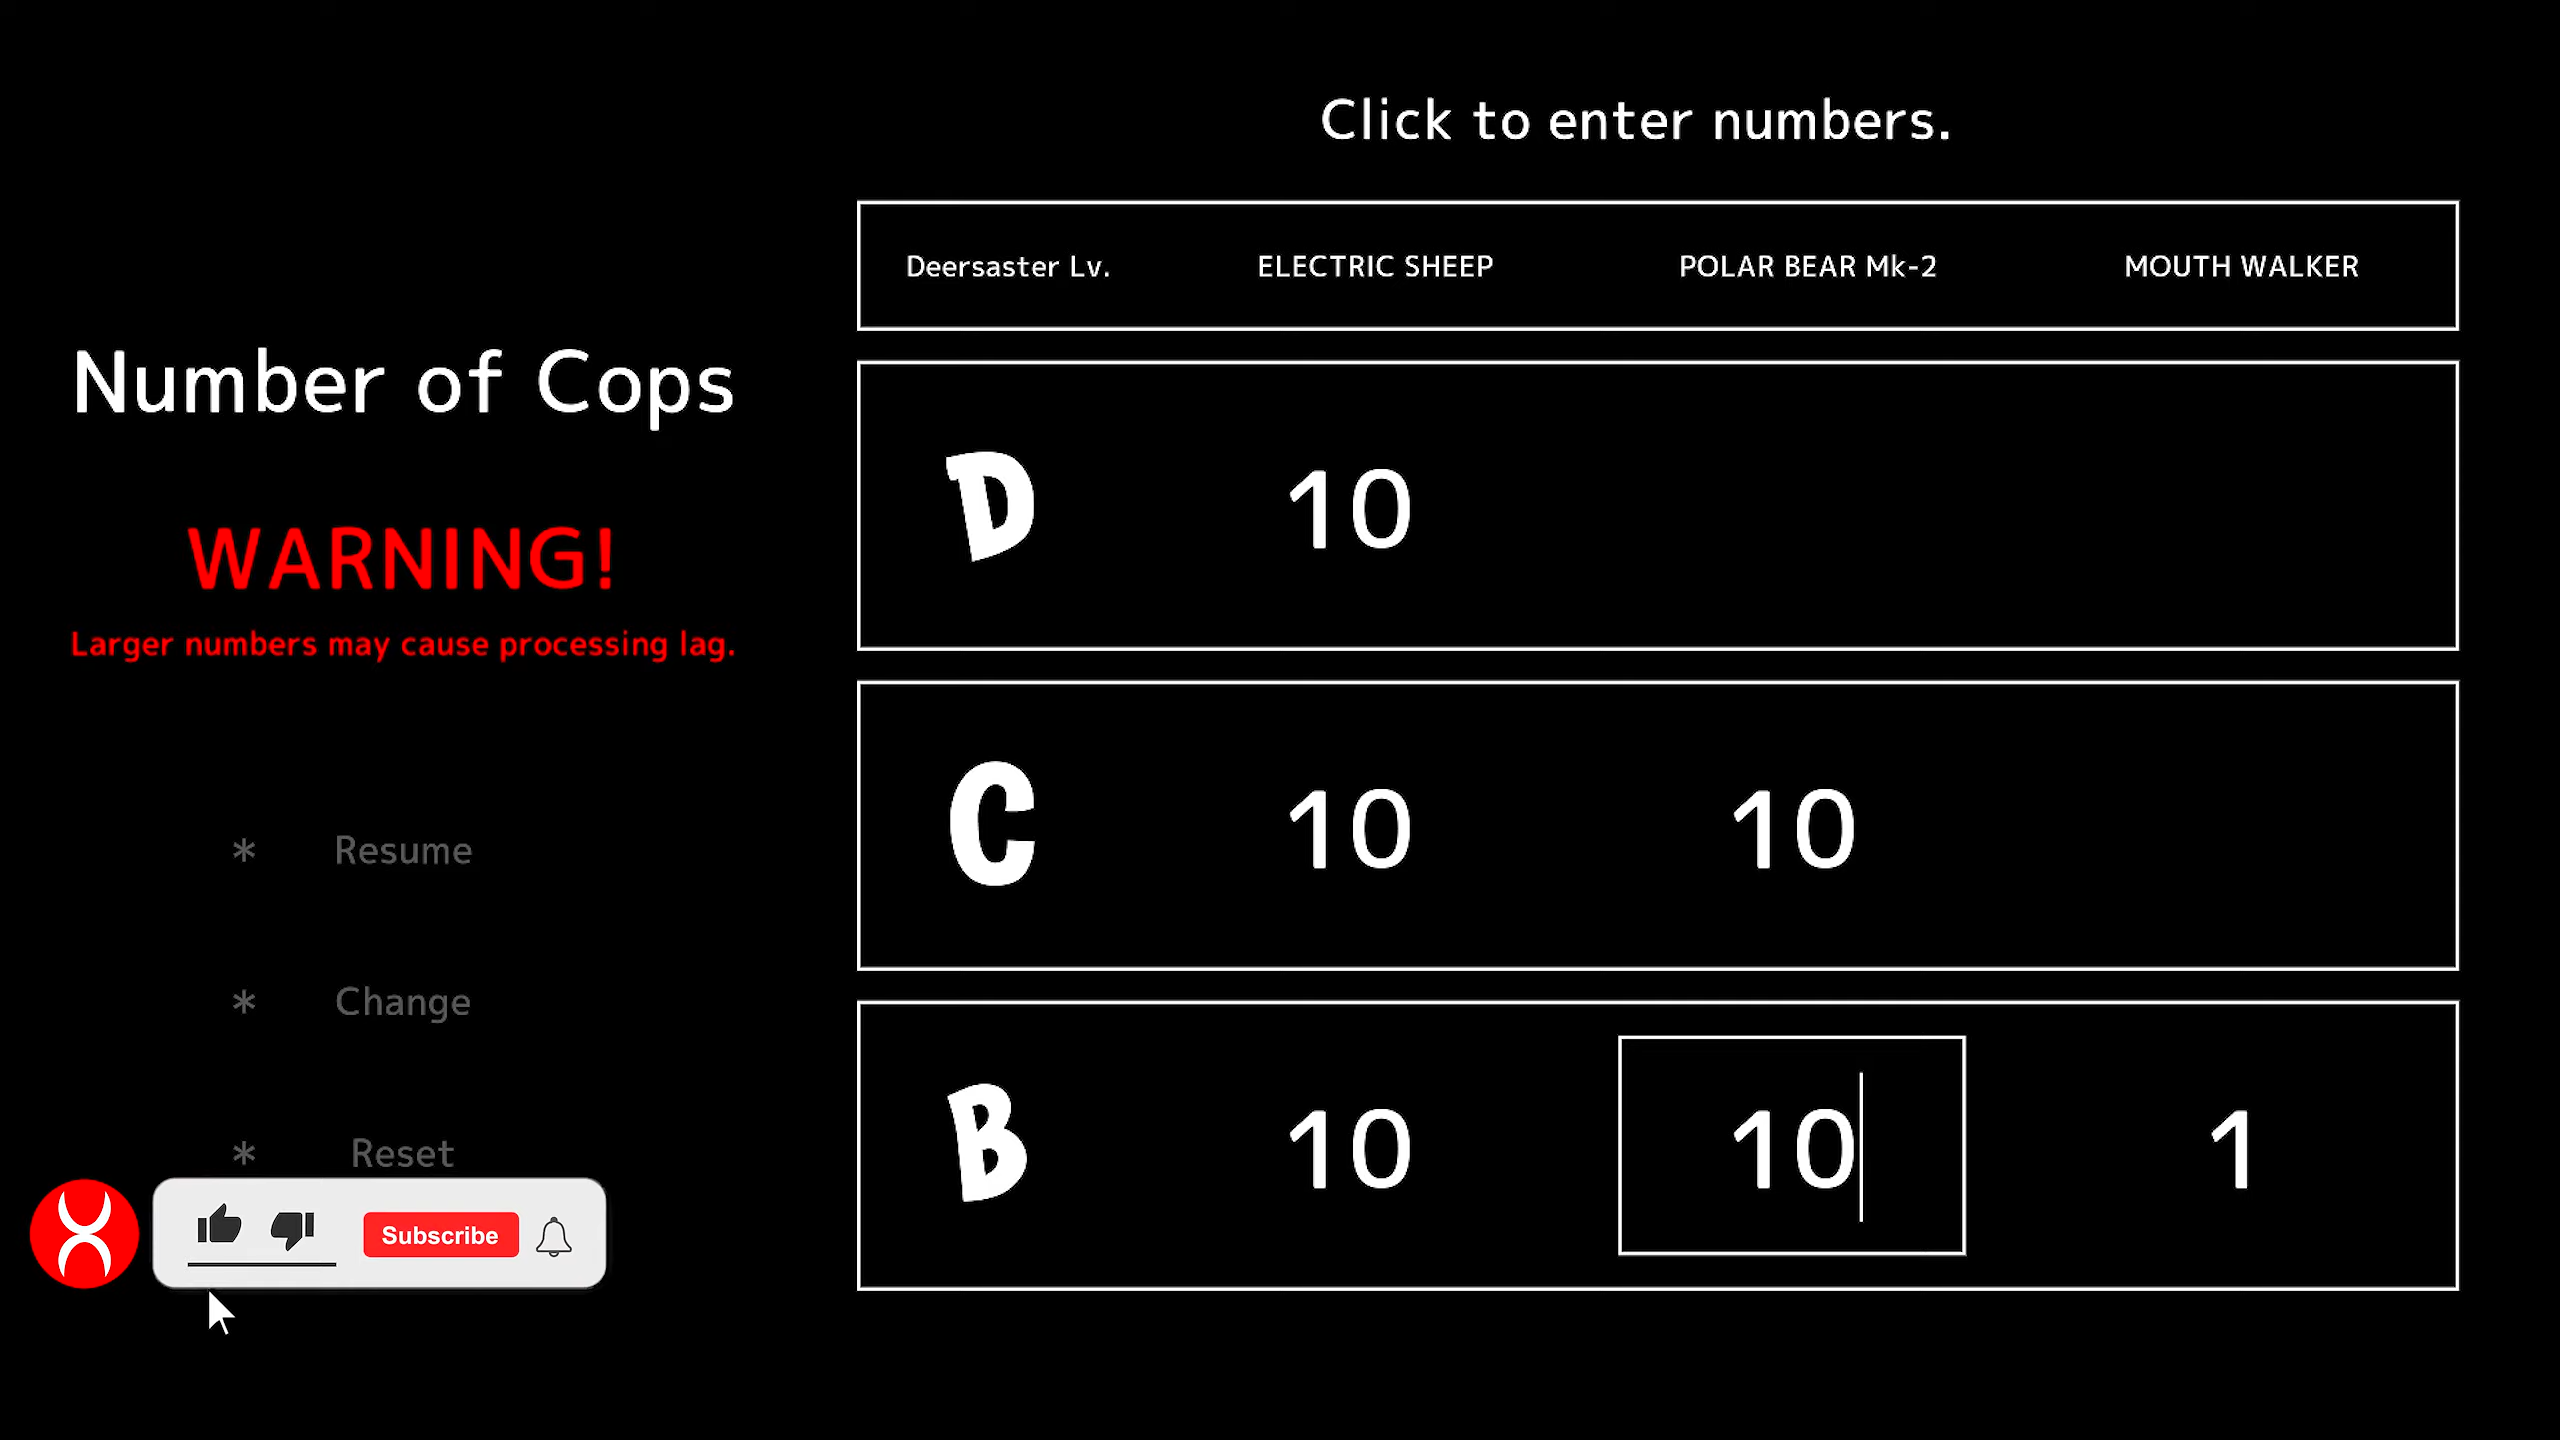 Click to enter numbers.
Deersaster Lv. ELECTRIC SHEEP POLAR BEAR Mk-2 MOUTH WALKER
Number of Cops
WARNING!
Larger numbers may cause processing lag.
D 10
C 10 10
B 10 10 1
* Resume
* Change
* Reset
Subscribe